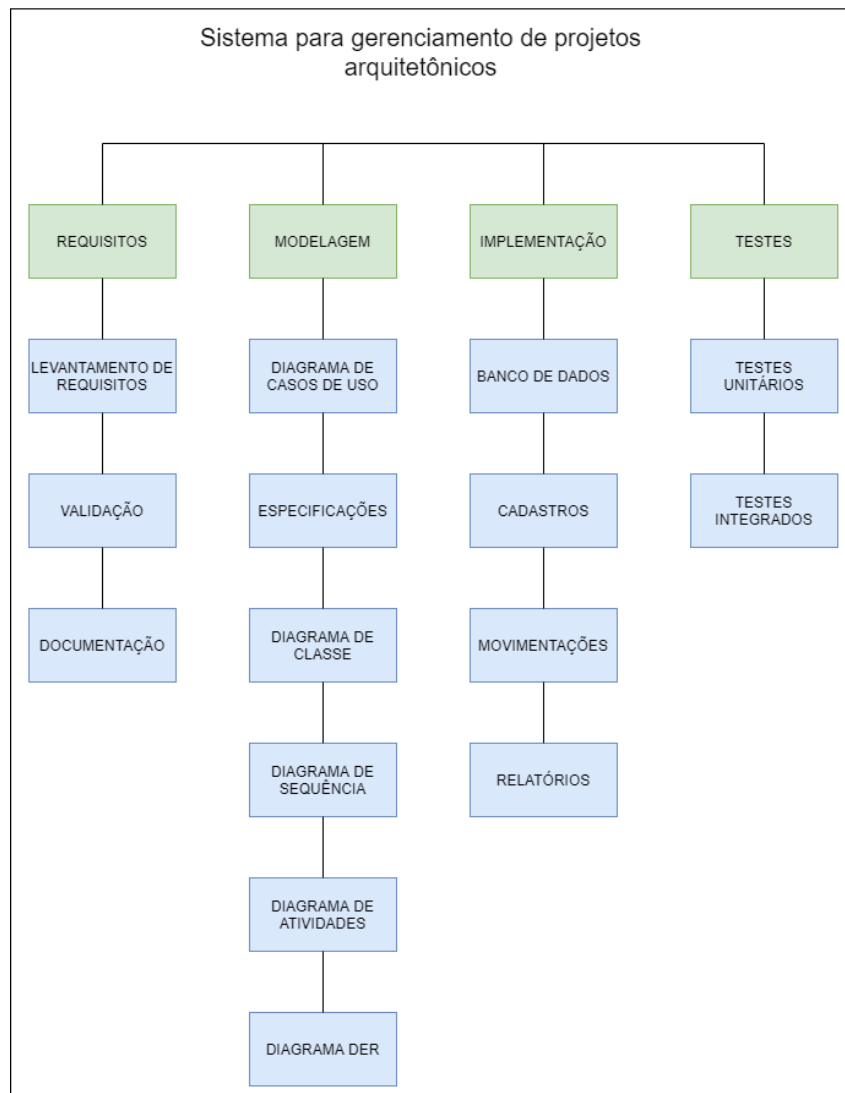 Sistema para gerenciamento de projetos
arquitetônicos
REQUISITOS
LEVANTAMENTO DE
REQUISITOS
VALIDAÇÃO
DOCUMENTAÇÃO
MODELAGEM
DIAGRAMA DE
CASOS DE USO
ESPECIFICAÇÕES
DIAGRAMA DE
CLASSE
DIAGRAMA DE
SEQUÊNCIA
DIAGRAMA DE
ATIVIDADES
DIAGRAMA DER
IMPLEMENTAÇÃO
BANCO DE DADOS
CADASTROS
MOVIMENTAÇÕES
RELATÓRIOS
TESTES
TESTES
UNITÁRIOS
TESTES
INTEGRADOS